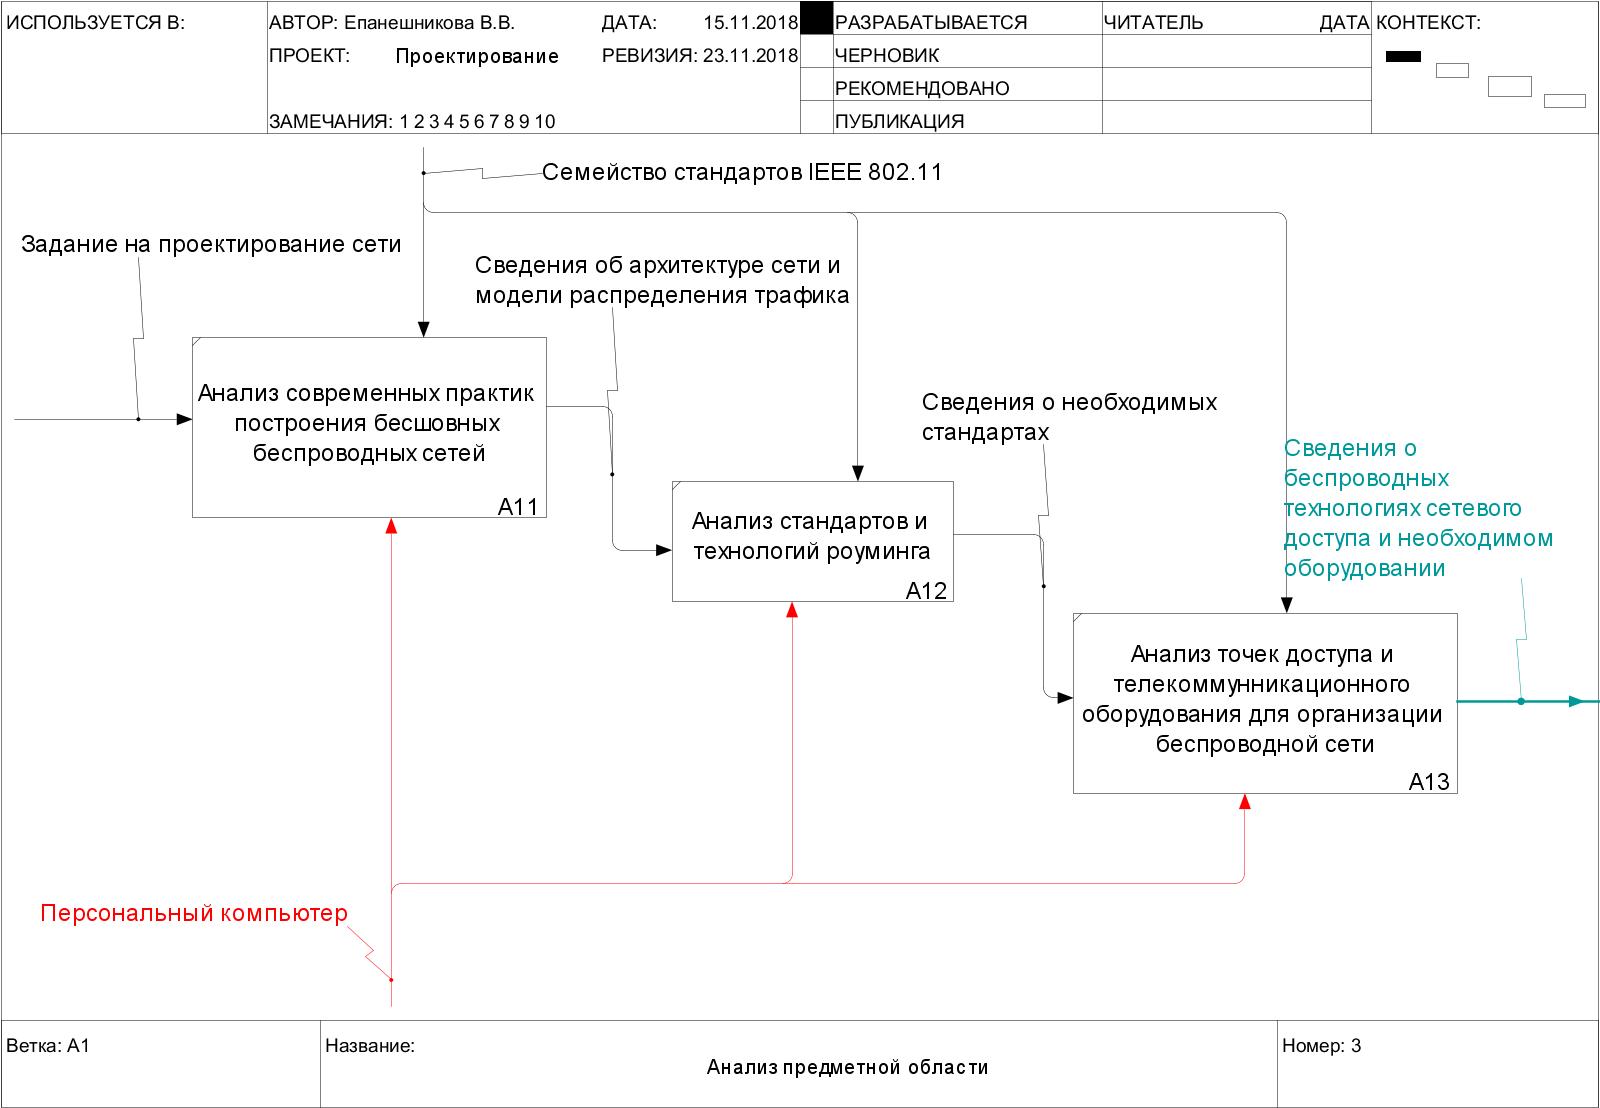 ИСПОЛЬЗУЕТСЯ В:
АВТОР: Епанешникова В.В.
ДАТА: 15.11.2018
РАЗРАБАТЫВАЕТСЯ
ЧИТАТЕЛЬ
ДАТА
КОНТЕКСТ:
ПРОЕКТ: Проектирование
РЕВИЗИЯ: 23.11.2018
ЧЕРНОВИК
РЕКОМЕНДОВАНО
ЗАМЕЧАНИЯ: 1 2 3 4 5 6 7 8 9 10
ПУБЛИКАЦИЯ
Семейство стандартов IEEE 802.11
Задание на проектирование сети
Сведения об архитектуре сети и
модели распределения трафика
Анализ современных практик
построения бесшовных
беспроводных сетей
A11
Сведения о необходимых
стандартах
Сведения о
беспроводных
технологиях сетевого
доступа и необходимом
оборудовании
Анализ стандартов и
технологий роуминга
A12
Анализ точек доступа и
телекоммунникационного
оборудования для организации
беспроводной сети
A13
Персональный компьютер
Ветка: A1
Название:
Анализ предметной области
Номер: 3